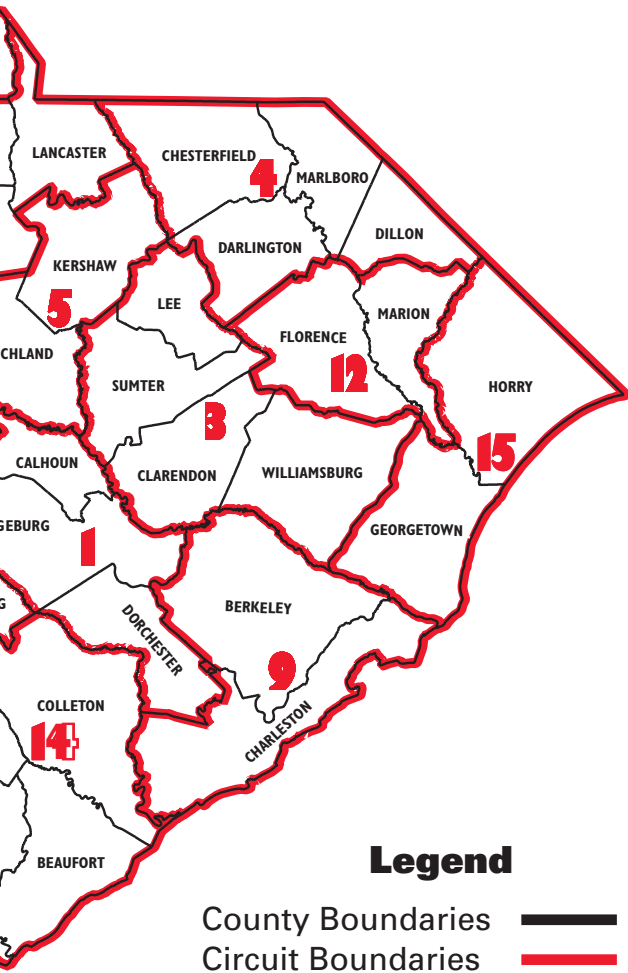 LANCASTER
CHESTERFIELD
4
MARLBORO
DARLINGTON
DILLON
KERSHAW
5
LEE
MARION
FLORENCE
12
CHLAND
SUMTER
HORRY
3
15
CALHOUN
CLARENDON
WILLIAMSBURG
GEBURG
1
GEORGETOWN
G
BERKELEY
DORCHESTER
9
COLLETON
14
CHARLESTON
BEAUFORT
Legend
County Boundaries
Circuit Boundaries